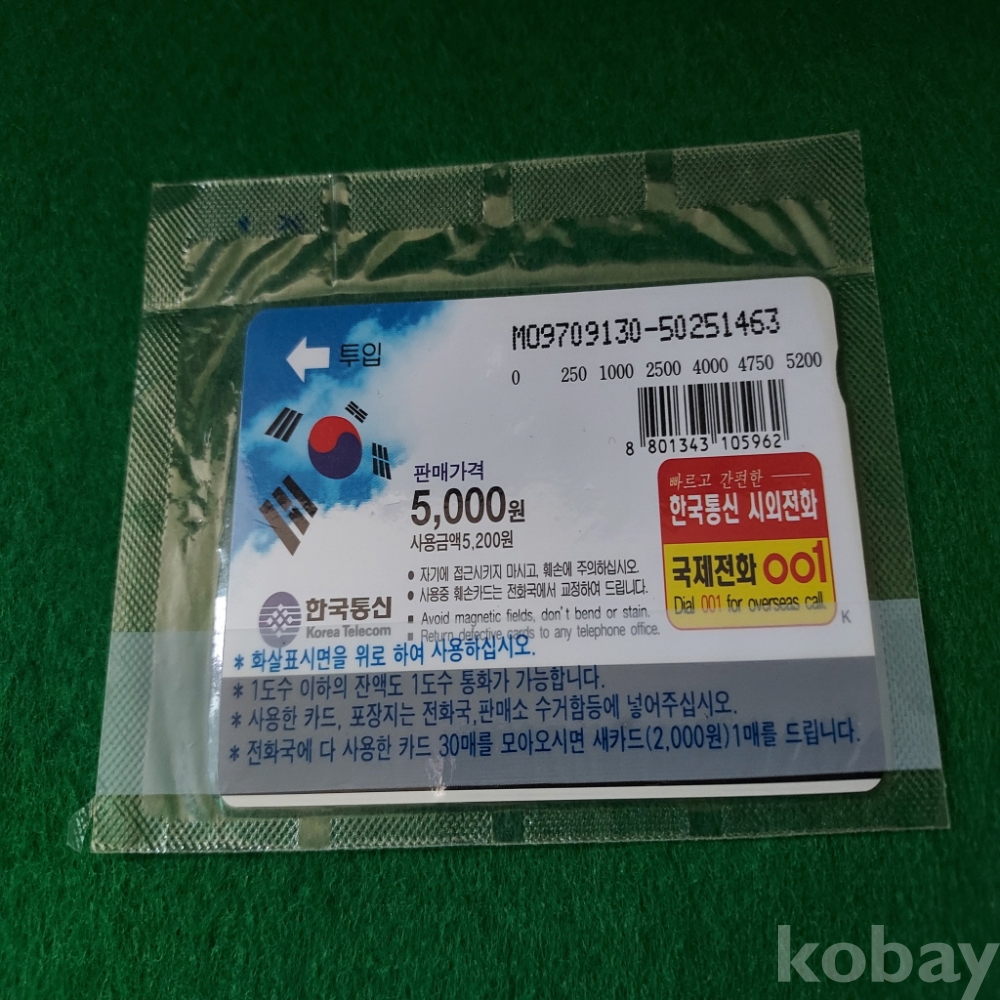 투입
M09709130-50251463
0 250 1000 2500 4000 4750 5200
8 801343 105962
판매가격
5,000원
사용금액5,200원
빠르고 간편한
한국통신 시외전화
국제전화 001
Dial 001 for overseas call.
● 자기에 접근시키지 마시고, 훼손에 주의하십시오.
● 사용중 훼손카드는 전화국에서 교정하여 드립니다.
● Avoid magnetic fields, don't bend or stain.
● Return defective cards to any telephone office.
한국통신
Korea Telecom
K
* 화살표시면을 위로 하여 사용하십시오.
* 1도수 이하의 잔액도 1도수 통화가 가능합니다.
* 사용한 카드, 포장지는 전화국,판매소 수거함등에 넣어주십시오.
* 전화국에 다 사용한 카드 30매를 모아오시면 새카드(2,000원)1매를 드립니다.
kobay